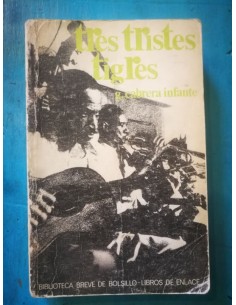 tres tristes
tigres
g. cabrera infante
BIBLIOTECA BREVE DE BOLSILLO-LIBROS DE ENLACE